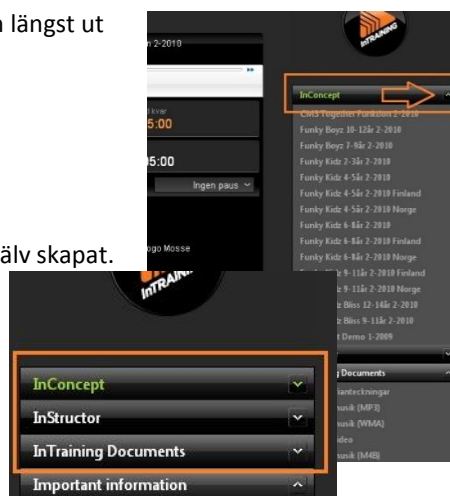 längst ut
n 2-2010
kvar
5:00
05:00
Ingen paus
ogo Mosse
InTRAINING
InConcept
CMS Together Funktion 2-2010
Funky Boyz 10-12år 2-2010
Funky Boyz 7-9år 2-2010
Funky Kidz 2-3år 2-2010
Funky Kidz 4-5år 2-2010
Funky Kidz 4-5år 2-2010 Finland
Funky Kidz 4-5år 2-2010 Norge
Funky Kidz 6-8år 2-2010
Funky Kidz 6-8år 2-2010 Finland
Funky Kidz 6-8år 2-2010 Norge
9-11år 2-2010 Finland
9-11år 2-2010 Norge
Bliss 12-14år 2-2010
Bliss 9-11år 2-2010
Demo 1-2009
Documents
anteckningar
usik (MP3)
usik (WMA)
ideo
usik (M4B)
älv skapat.
InTRAINING
InConcept
InStructor
InTraining Documents
Important information